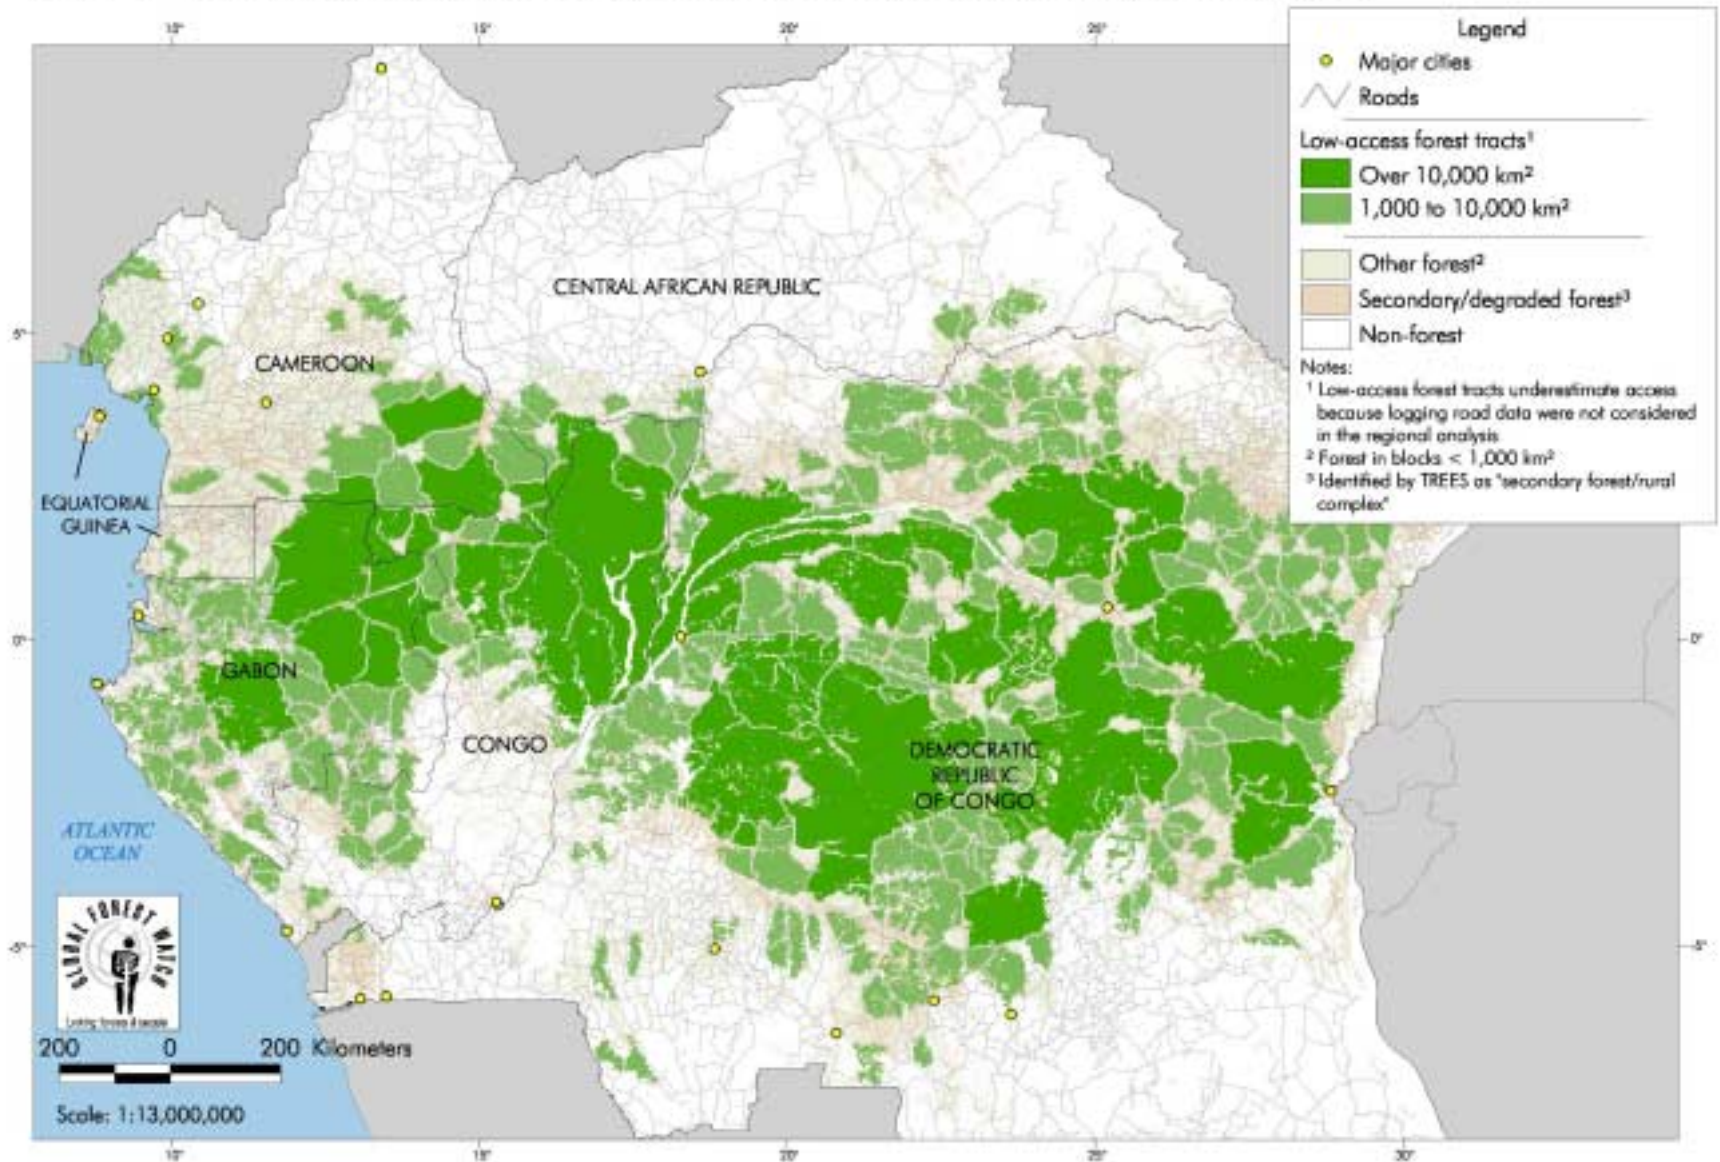 10°
15°
20°
25°
Legend
Major cities
Roads
Low-access forest tracts¹
Over 10,000 km²
1,000 to 10,000 km²
Other forest²
Secondary/degraded forest³
Non-forest
Notes:
¹ Low-access forest tracts underestimate access
because logging road data were not considered
in the regional analysis
² Forest in blocks < 1,000 km²
³ Identified by TREES as "secondary forest/rural
complex"
CENTRAL AFRICAN REPUBLIC
5°
CAMEROON
EQUATORIAL
GUINEA
0°
0°
GABON
CONGO
DEMOCRATIC
REPUBLIC
OF CONGO
ATLANTIC
OCEAN
GLOBAL FOREST WATCH
-5°
-5°
200 0 200 Kilometers
Scale: 1:13,000,000
10°
15°
20°
25°
30°